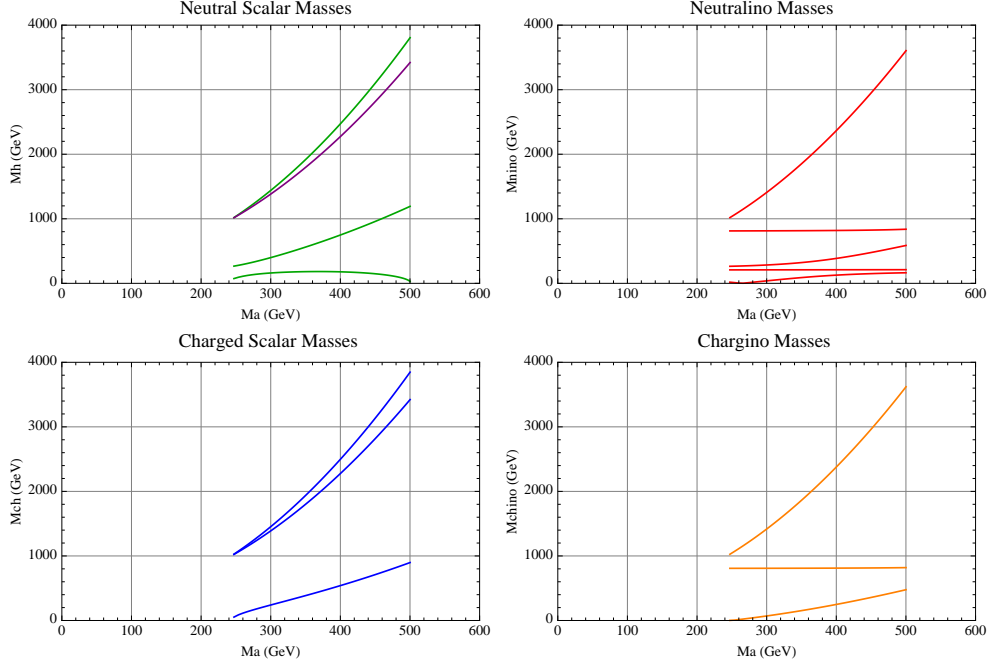 Neutral Scalar Masses
Mh (GeV)
4000
3000
2000
1000
0
0 100 200 300 400 500 600
Ma (GeV)
Neutralino Masses
Mnino (GeV)
4000
3000
2000
1000
0
0 100 200 300 400 500 600
Ma (GeV)
Charged Scalar Masses
Mch (GeV)
4000
3000
2000
1000
0
0 100 200 300 400 500 600
Ma (GeV)
Chargino Masses
Mchino (GeV)
4000
3000
2000
1000
0
0 100 200 300 400 500 600
Ma (GeV)